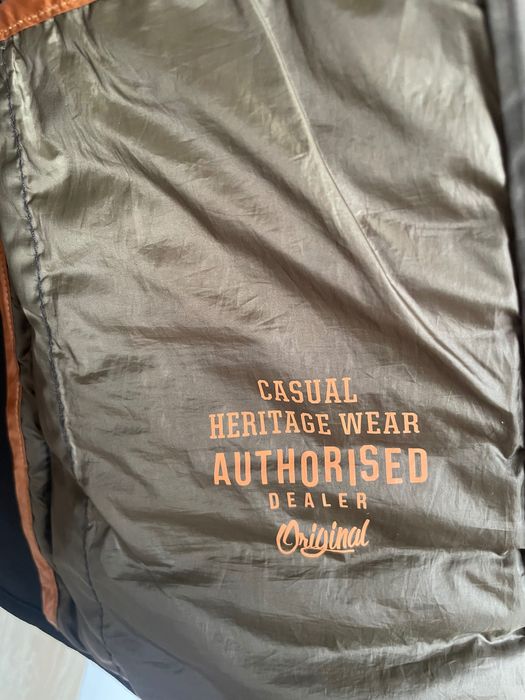 CASUAL
HERITAGE WEAR
AUTHORISED
DEALER
Original